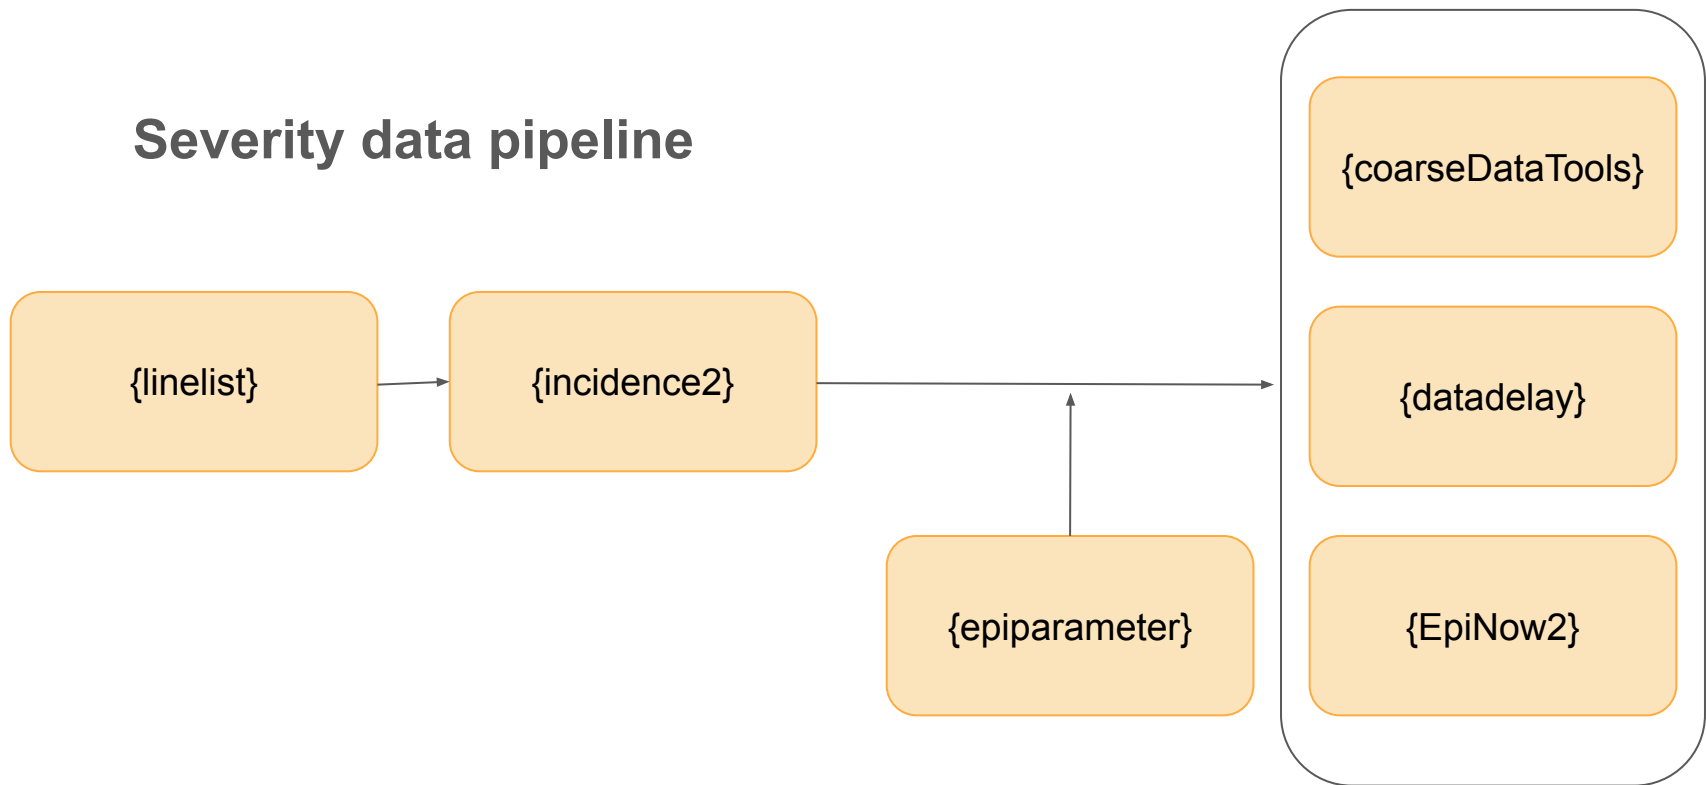 Severity data pipeline
{linelist}
{incidence2}
{epiparameter}
{coarseDataTools}
{datadelay}
{EpiNow2}